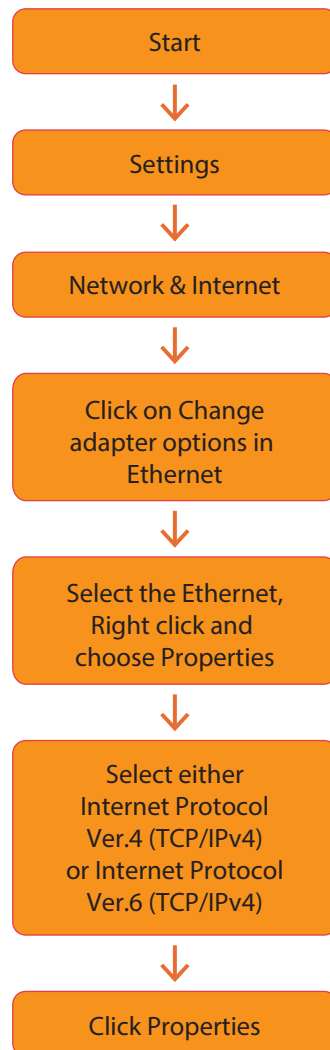 Start
Settings
Network & Internet
Click on Change
adapter options in
Ethernet
Select the Ethernet,
Right click and
choose Properties
Select either
Internet Protocol
Ver.4 (TCP/IPv4)
or Internet Protocol
Ver.6 (TCP/IPv4)
Click Properties